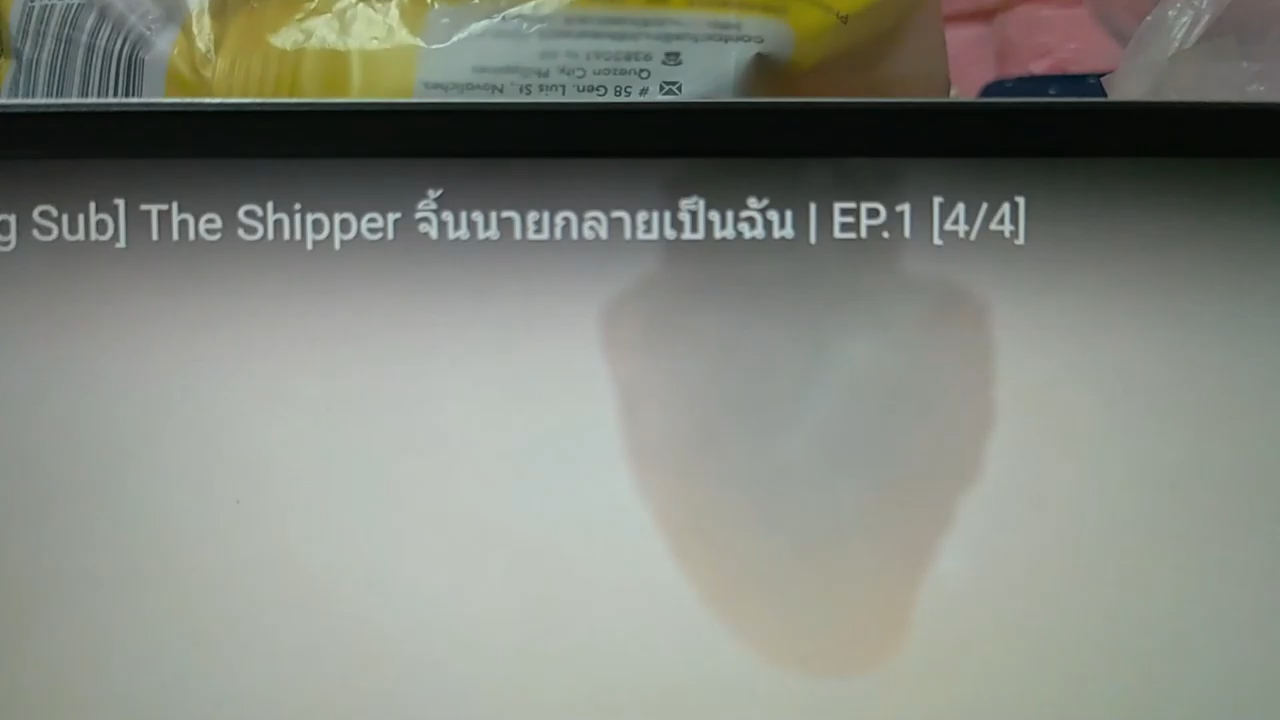 # 58 Gen. Luis St., Novaliches,
Quezon City, Philippines
g Sub] The Shipper จิ้นนายกลายเป็นฉัน | EP.1 [4/4]